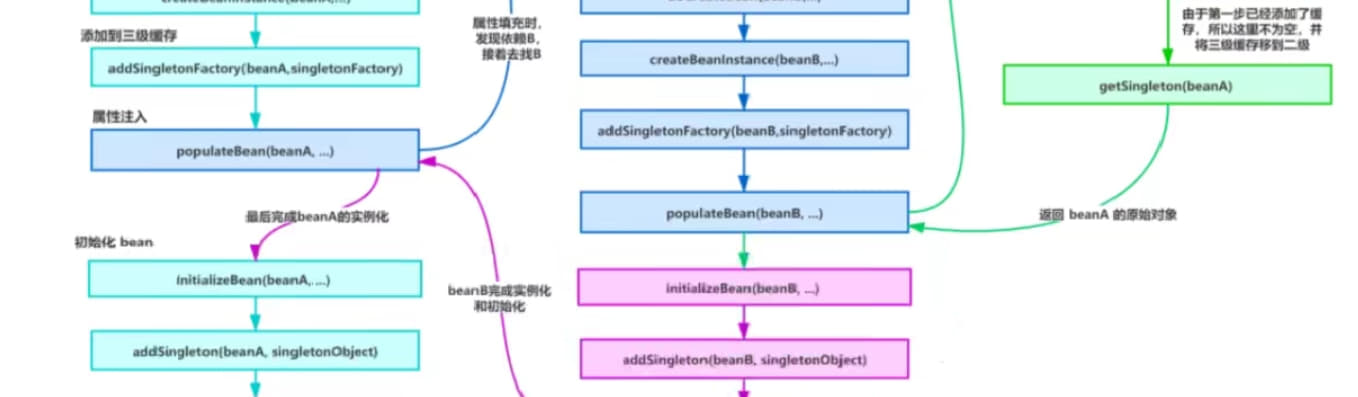 createBeanInstance(beanA,...)
添加到三级缓存
addSingletonFactory(beanA,singletonFactory)
属性注入
populateBean(beanA, ...)
最后完成beanA的实例化
初始化 bean
InitializeBean(beanA,...)
addSingleton(beanA, singletonObject)
属性填充时,
发现依赖B,
接着去找B
beanB完成实例化
和初始化
createBeanInstance(beanB,...)
addSingletonFactory(beanB,singletonFactory)
populateBean(beanB, ...)
initializeBean(beanB, ...)
addSingleton(beanB, singletonObject)
由于第一步已经添加了缓
存，所以这里不为空，并
将三级缓存移到二级
getSingleton(beanA)
返回 beanA 的原始对象